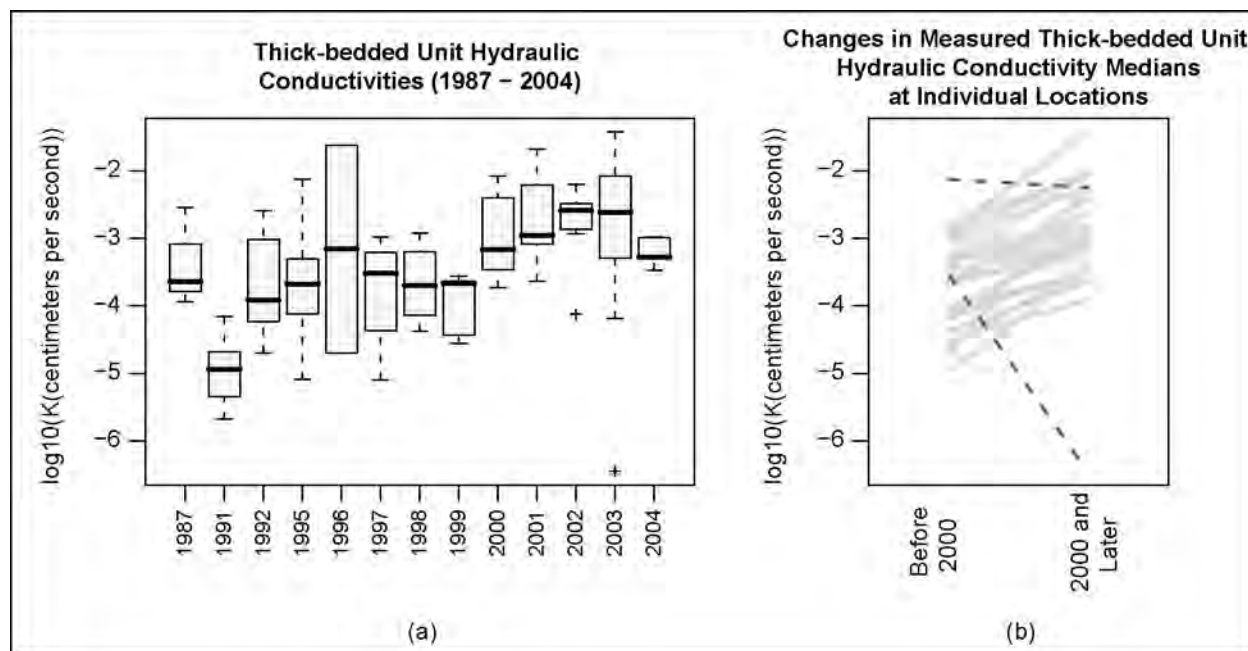 Thick-bedded Unit Hydraulic
Conductivities (1987 − 2004)
log10(K(centimeters per second))
−2
−3
−4
−5
−6
1987
1991
1992
1995
1996
1997
1998
1999
2000
2001
2002
2003
2004
(a)
Changes in Measured Thick-bedded Unit
Hydraulic Conductivity Medians
at Individual Locations
log10(K(centimeters per second))
−2
−3
−4
−5
−6
Before
2000
2000 and
Later
(b)